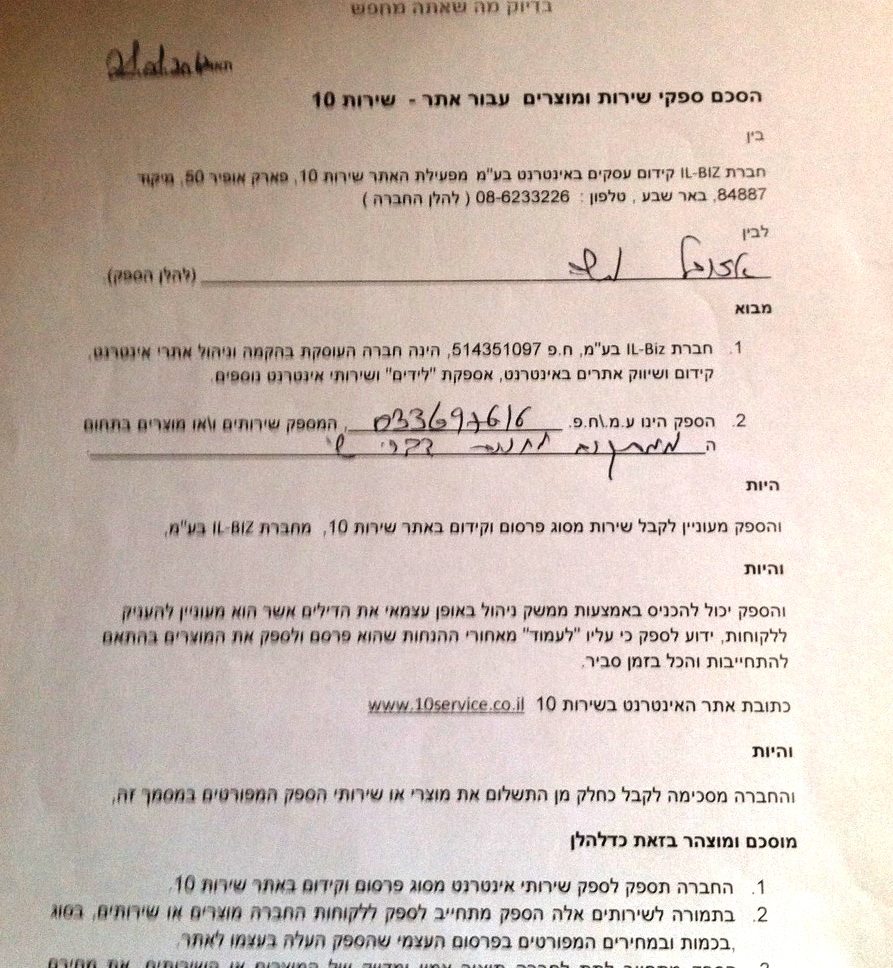 בדיוק מה שאתה מחפש
הסכם ספקי שירות ומוצרים עבור אתר - שירות 10
בין
חברת IL-BIZ קידום עסקים באינטרנט בע"מ מפעילת האתר שירות 10, פארק אופיר 50, מיקוד
84887, באר שבע , טלפון : 08-6233226 ( להלן החברה )
לבין
(להלן הספק)
מבוא
1. חברת IL-Biz בע"מ, ח.פ 514351097, הינה חברה העוסקת בהקמה וניהול אתרי אינטרנט,
קידום ושיווק אתרים באינטרנט, אספקת "לידים" ושירותי אינטרנט נוספים.
2. הספק הינו ע.מ\ח.פ. 033697616, המספק שירותים ו\או מוצרים בתחום
ה
היות
והספק מעוניין לקבל שירות מסוג פרסום וקידום באתר שירות 10, מחברת IL-BIZ בע"מ,
והיות
והספק יכול להכניס באמצעות ממשק ניהול באופן עצמאי את הדילים אשר הוא מעוניין להעניק
ללקוחות, ידוע לספק כי עליו "לעמוד" מאחורי ההנחות שהוא פרסם ולספק את המוצרים בהתאם
להתחייבות והכל בזמן סביר.
כתובת אתר האינטרנט בשירות 10 www.10service.co.il
והיות
והחברה מסכימה לקבל כחלק מן התשלום את מוצרי או שירותי הספק המפורטים במסמך זה,
מוסכם ומוצהר בזאת כדלהלן
1. החברה תספק לספק שירותי אינטרנט מסוג פרסום וקידום באתר שירות 10.
2. בתמורה לשירותים אלה הספק מתחייב לספק ללקוחות החברה מוצרים או שירותים, בסוג
,בכמות ובמחירים המפורטים בפרסום העצמי שהספק העלה בעצמו לאתר.